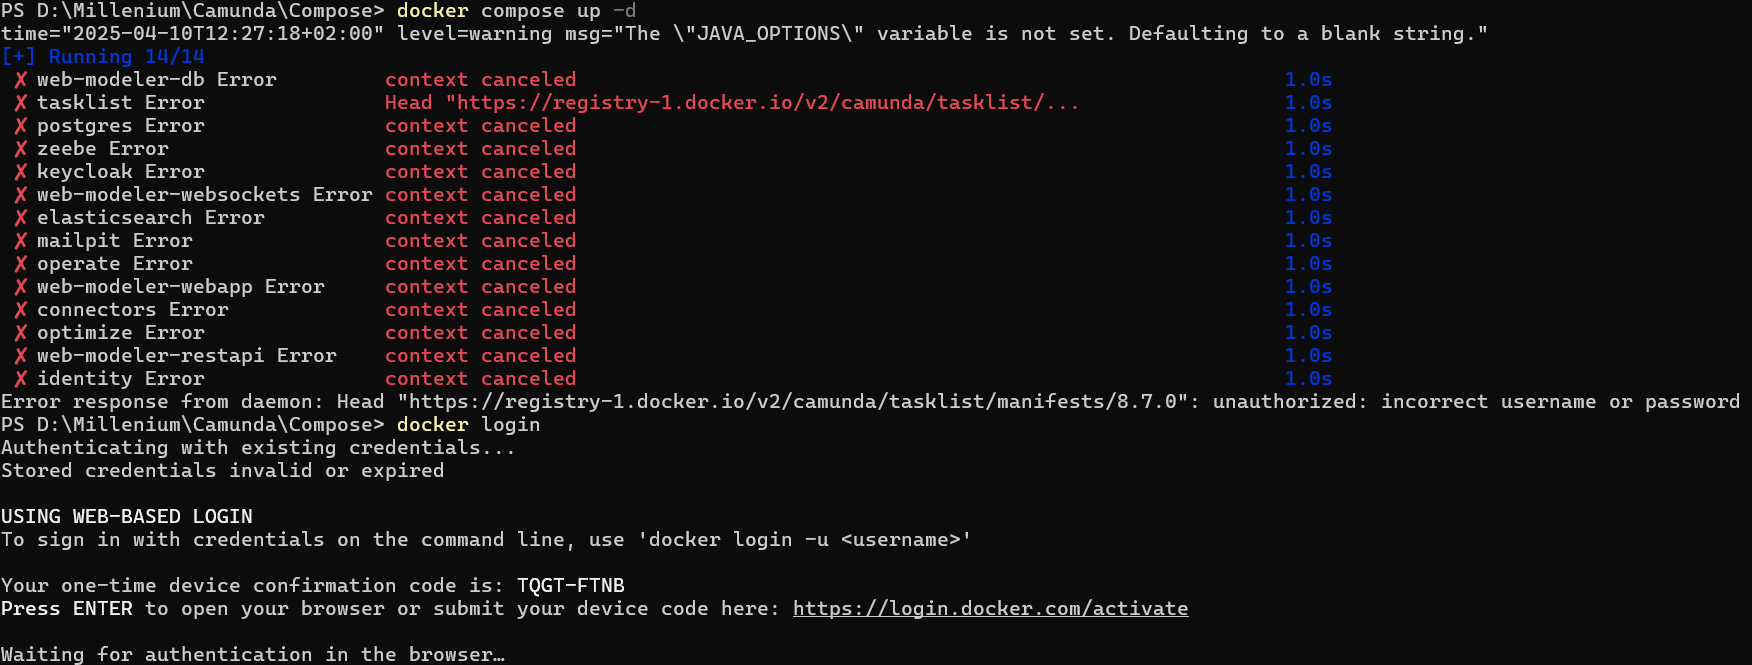 PS D:\Millenium\Camunda\Compose> docker compose up -d
time="2025-04-10T12:27:18+02:00" level=warning msg="The \"JAVA_OPTIONS\" variable is not set. Defaulting to a blank string."
[+] Running 14/14
✗ web-modeler-db Error context canceled 1.0s
✗ tasklist Error Head "https://registry-1.docker.io/v2/camunda/tasklist/... 1.0s
✗ postgres Error context canceled 1.0s
✗ zeebe Error context canceled 1.0s
✗ keycloak Error context canceled 1.0s
✗ web-modeler-websockets Error context canceled 1.0s
✗ elasticsearch Error context canceled 1.0s
✗ mailpit Error context canceled 1.0s
✗ operate Error context canceled 1.0s
✗ web-modeler-webapp Error context canceled 1.0s
✗ connectors Error context canceled 1.0s
✗ optimize Error context canceled 1.0s
✗ web-modeler-restapi Error context canceled 1.0s
✗ identity Error context canceled 1.0s
Error response from daemon: Head "https://registry-1.docker.io/v2/camunda/tasklist/manifests/8.7.0": unauthorized: incorrect username or password
PS D:\Millenium\Camunda\Compose> docker login
Authenticating with existing credentials...
Stored credentials invalid or expired
USING WEB-BASED LOGIN
To sign in with credentials on the command line, use 'docker login -u <username>'
Your one-time device confirmation code is: TQGT-FTNB
Press ENTER to open your browser or submit your device code here: https://login.docker.com/activate
Waiting for authentication in the browser…